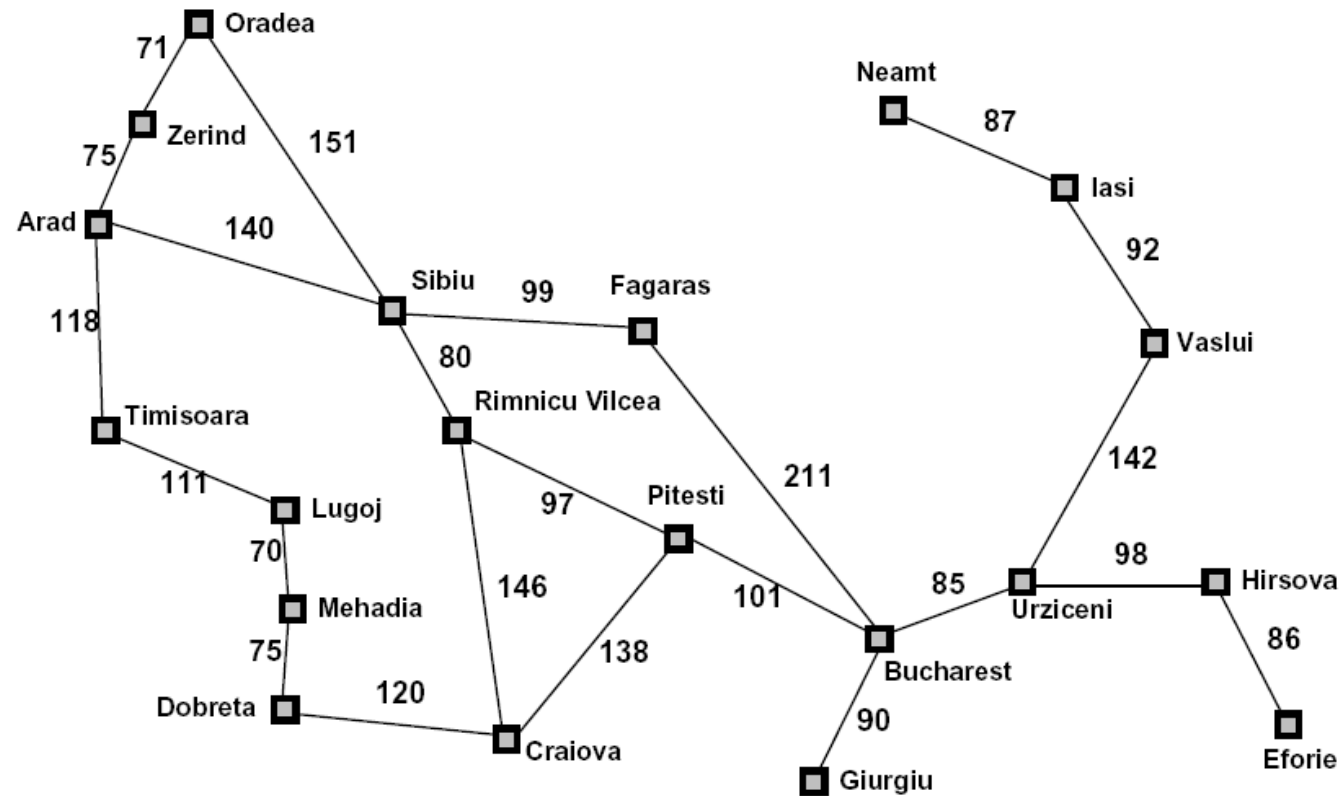 Oradea
71
Neamt
87
Zerind
151
75
Iasi
Arad
140
92
Sibiu
99
Fagaras
118
80
Vaslui
Rimnicu Vilcea
Timisoara
142
211
111
Lugoj
97
Pitesti
70
98
146
85
Hirsova
101
Urziceni
Mehadia
75
138
86
Bucharest
120
Dobreta
90
Craiova
Eforie
Giurgiu